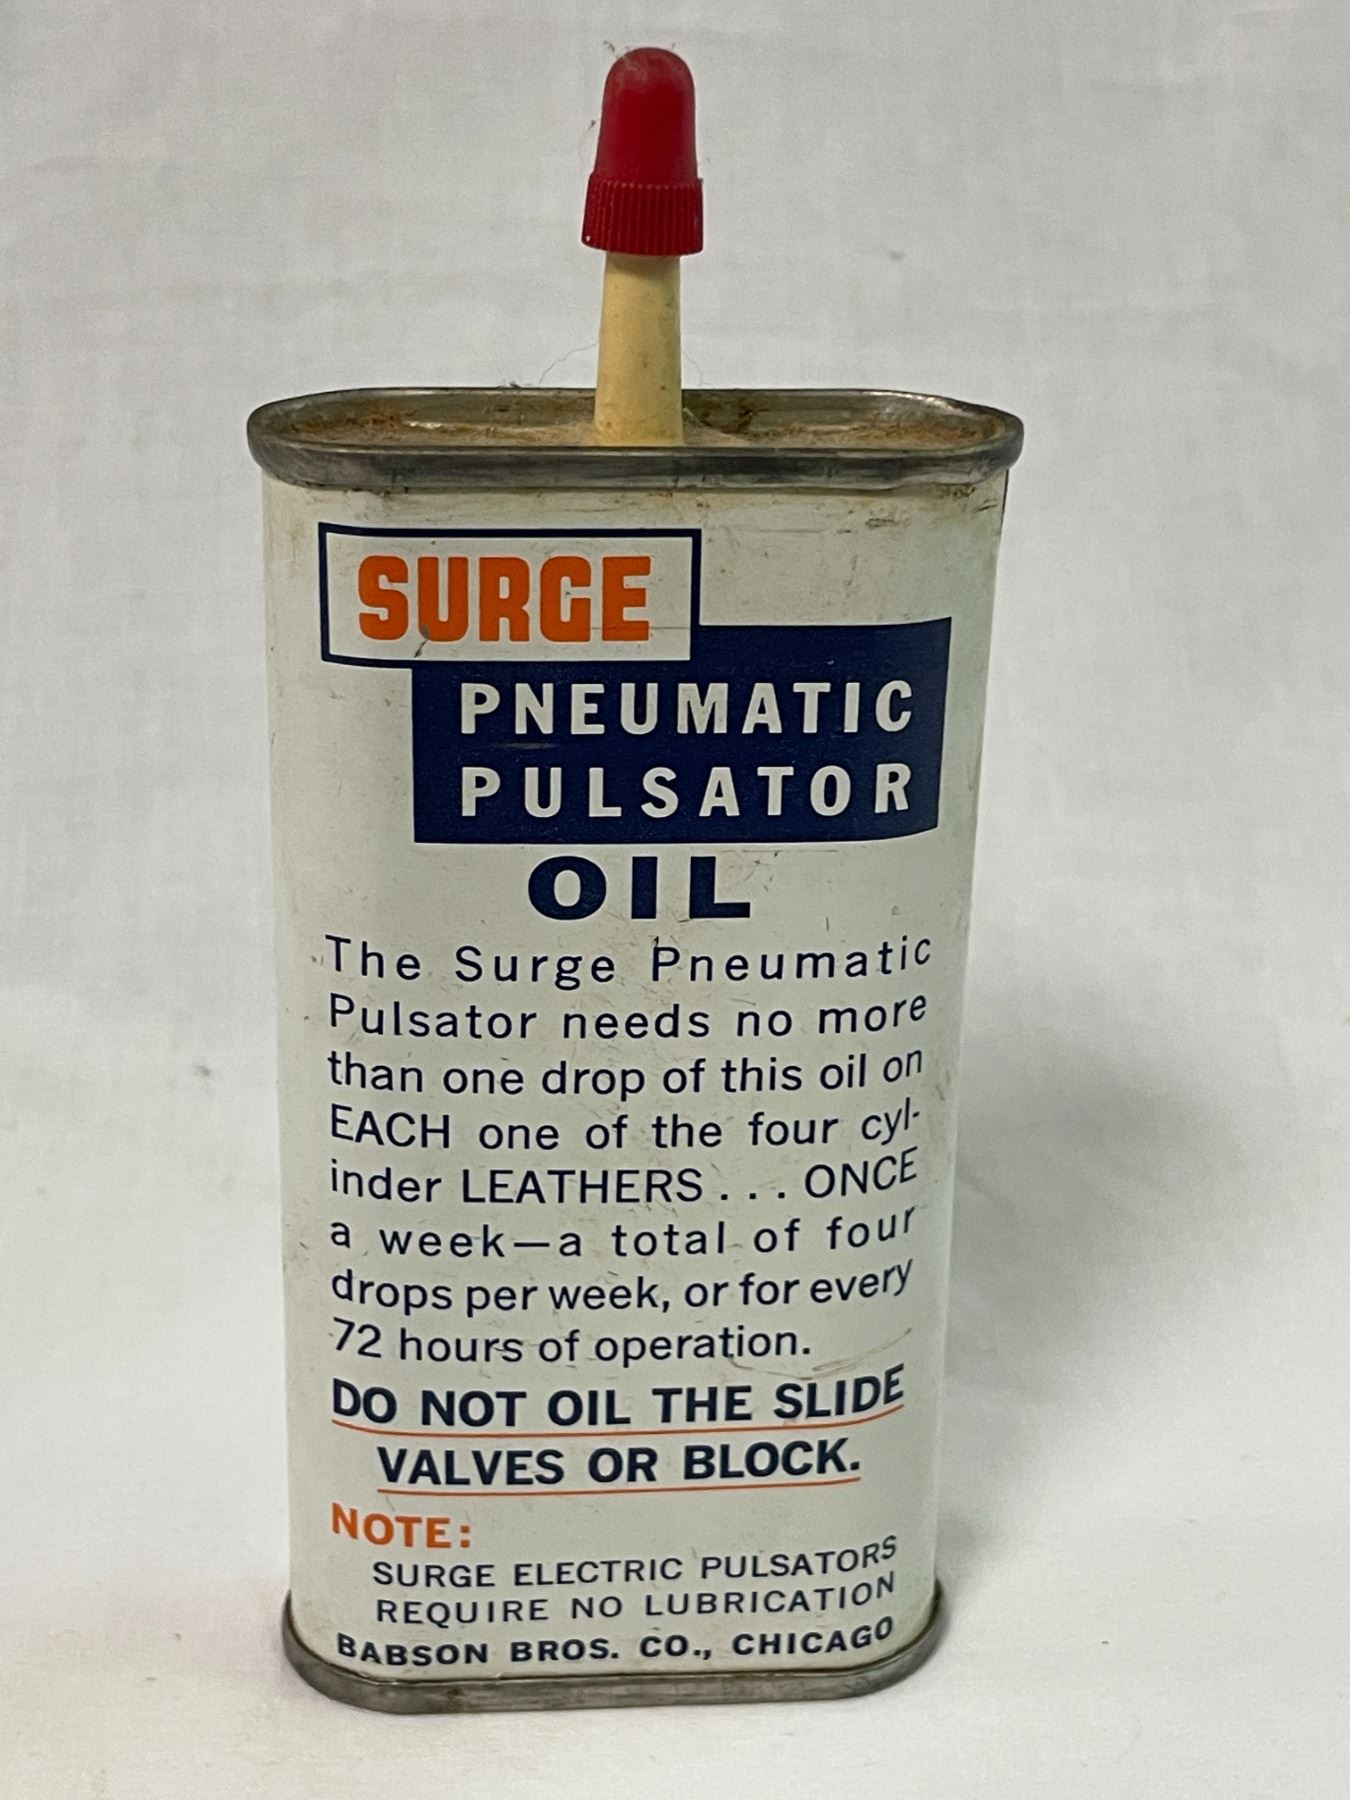 SURGE
PNEUMATIC
PULSATOR
OIL
The Surge Pneumatic
Pulsator needs no more
than one drop of this oil on
EACH one of the four cyl-
inder LEATHERS . . . ONCE
a week—a total of four
drops per week, or for every
72 hours of operation.
DO NOT OIL THE SLIDE
VALVES OR BLOCK.
NOTE:
SURGE ELECTRIC PULSATORS
REQUIRE NO LUBRICATION
BABSON BROS. CO., CHICAGO